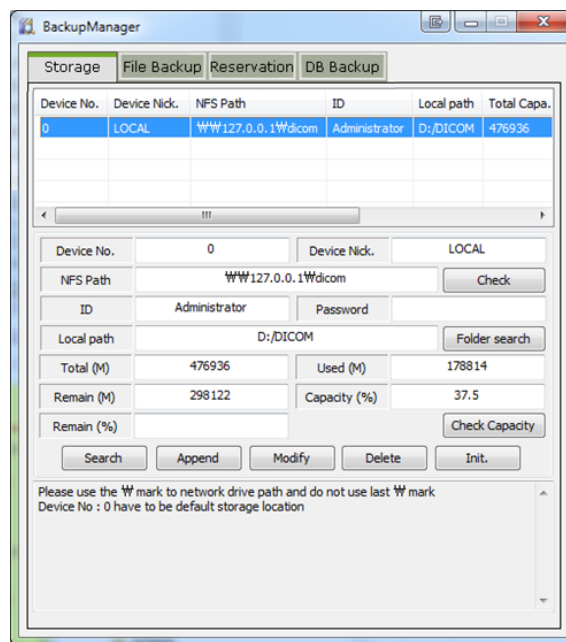 BackupManager
Storage File Backup Reservation DB Backup
Device No. Device Nick. NFS Path ID Local path Total Capa.
0 LOCAL ₩₩127.0.0.1₩dicom Administrator D:/DICOM 476936
Device No. 0 Device Nick. LOCAL
NFS Path ₩₩127.0.0.1₩dicom Check
ID Administrator Password
Local path D:/DICOM Folder search
Total (M) 476936 Used (M) 178814
Remain (M) 298122 Capacity (%) 37.5
Remain (%) Check Capacity
Search Append Modify Delete Init.
Please use the ₩ mark to network drive path and do not use last ₩ mark
Device No : 0 have to be default storage location